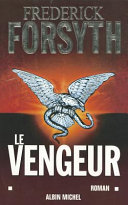 FREDERICK
FORSYTH
LE
VENGEUR
ROMAN
ALBIN MICHEL